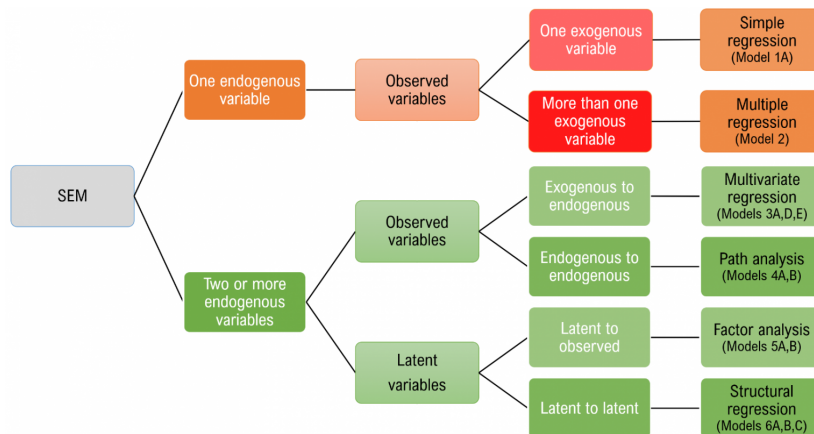 One exogenous
variable
Simple
regression
(Model 1A)
One endogenous
variable
Observed
variables
More than one
exogenous
variable
Multiple
regression
(Model 2)
SEM
Exogenous to
endogenous
Multivariate
regression
(Models 3A,D,E)
Observed
variables
Endogenous to
endogenous
Path analysis
(Models 4A,B)
Two or more
endogenous
variables
Latent to
observed
Factor analysis
(Models 5A,B)
Latent
variables
Latent to latent
Structural
regression
(Models 6A,B,C)